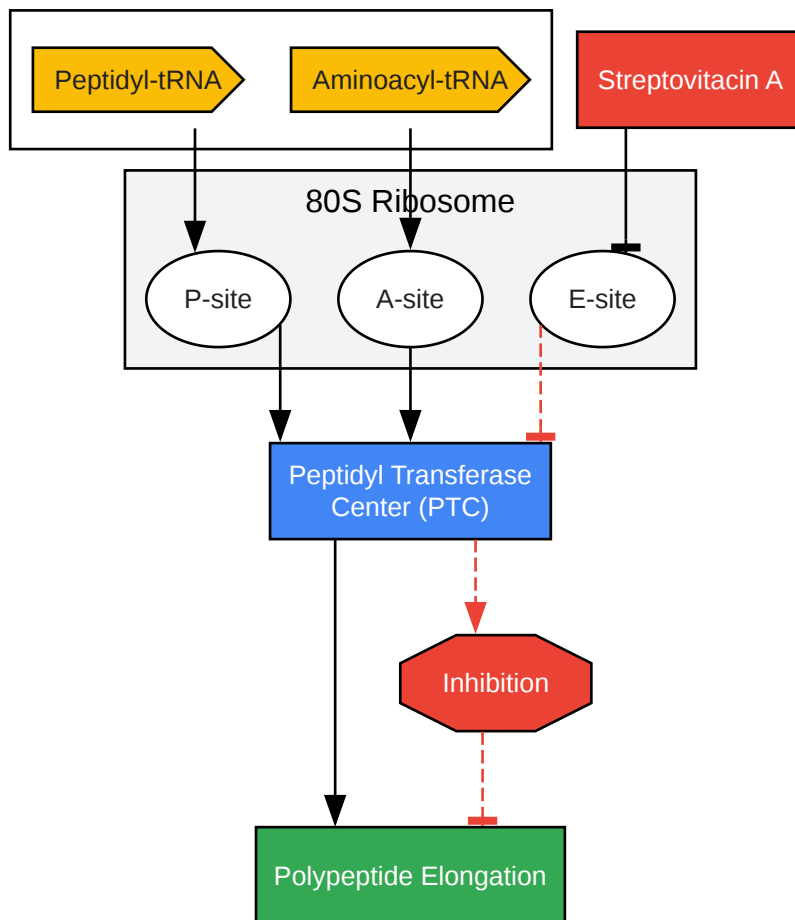 Peptidyl-tRNA
Aminoacyl-tRNA
Streptovitacin A
80S Ribosome
P-site
A-site
E-site
Peptidyl Transferase
Center (PTC)
Inhibition
Polypeptide Elongation